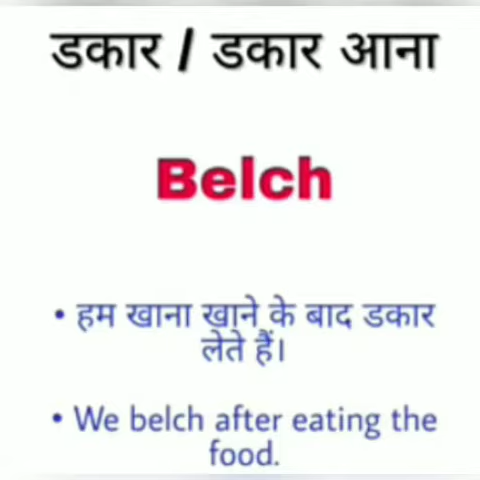 डकार / डकार आना
Belch
• हम खाना खाने के बाद डकार
लेते हैं।
• We belch after eating the
food.